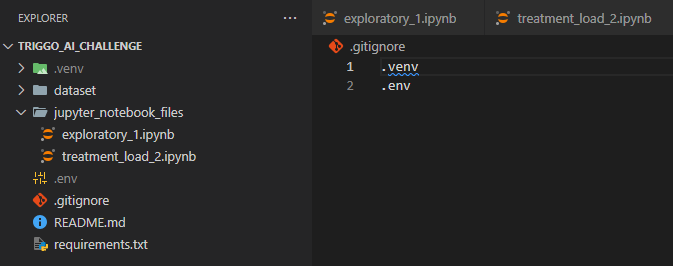 EXPLORER
TRIGGO_AI_CHALLENGE
.venv
dataset
jupyter_notebook_files
exploratory_1.ipynb
treatment_load_2.ipynb
.env
.gitignore
README.md
requirements.txt
exploratory_1.ipynb treatment_load_2.ipynb
.gitignore
1 .venv
2 .env